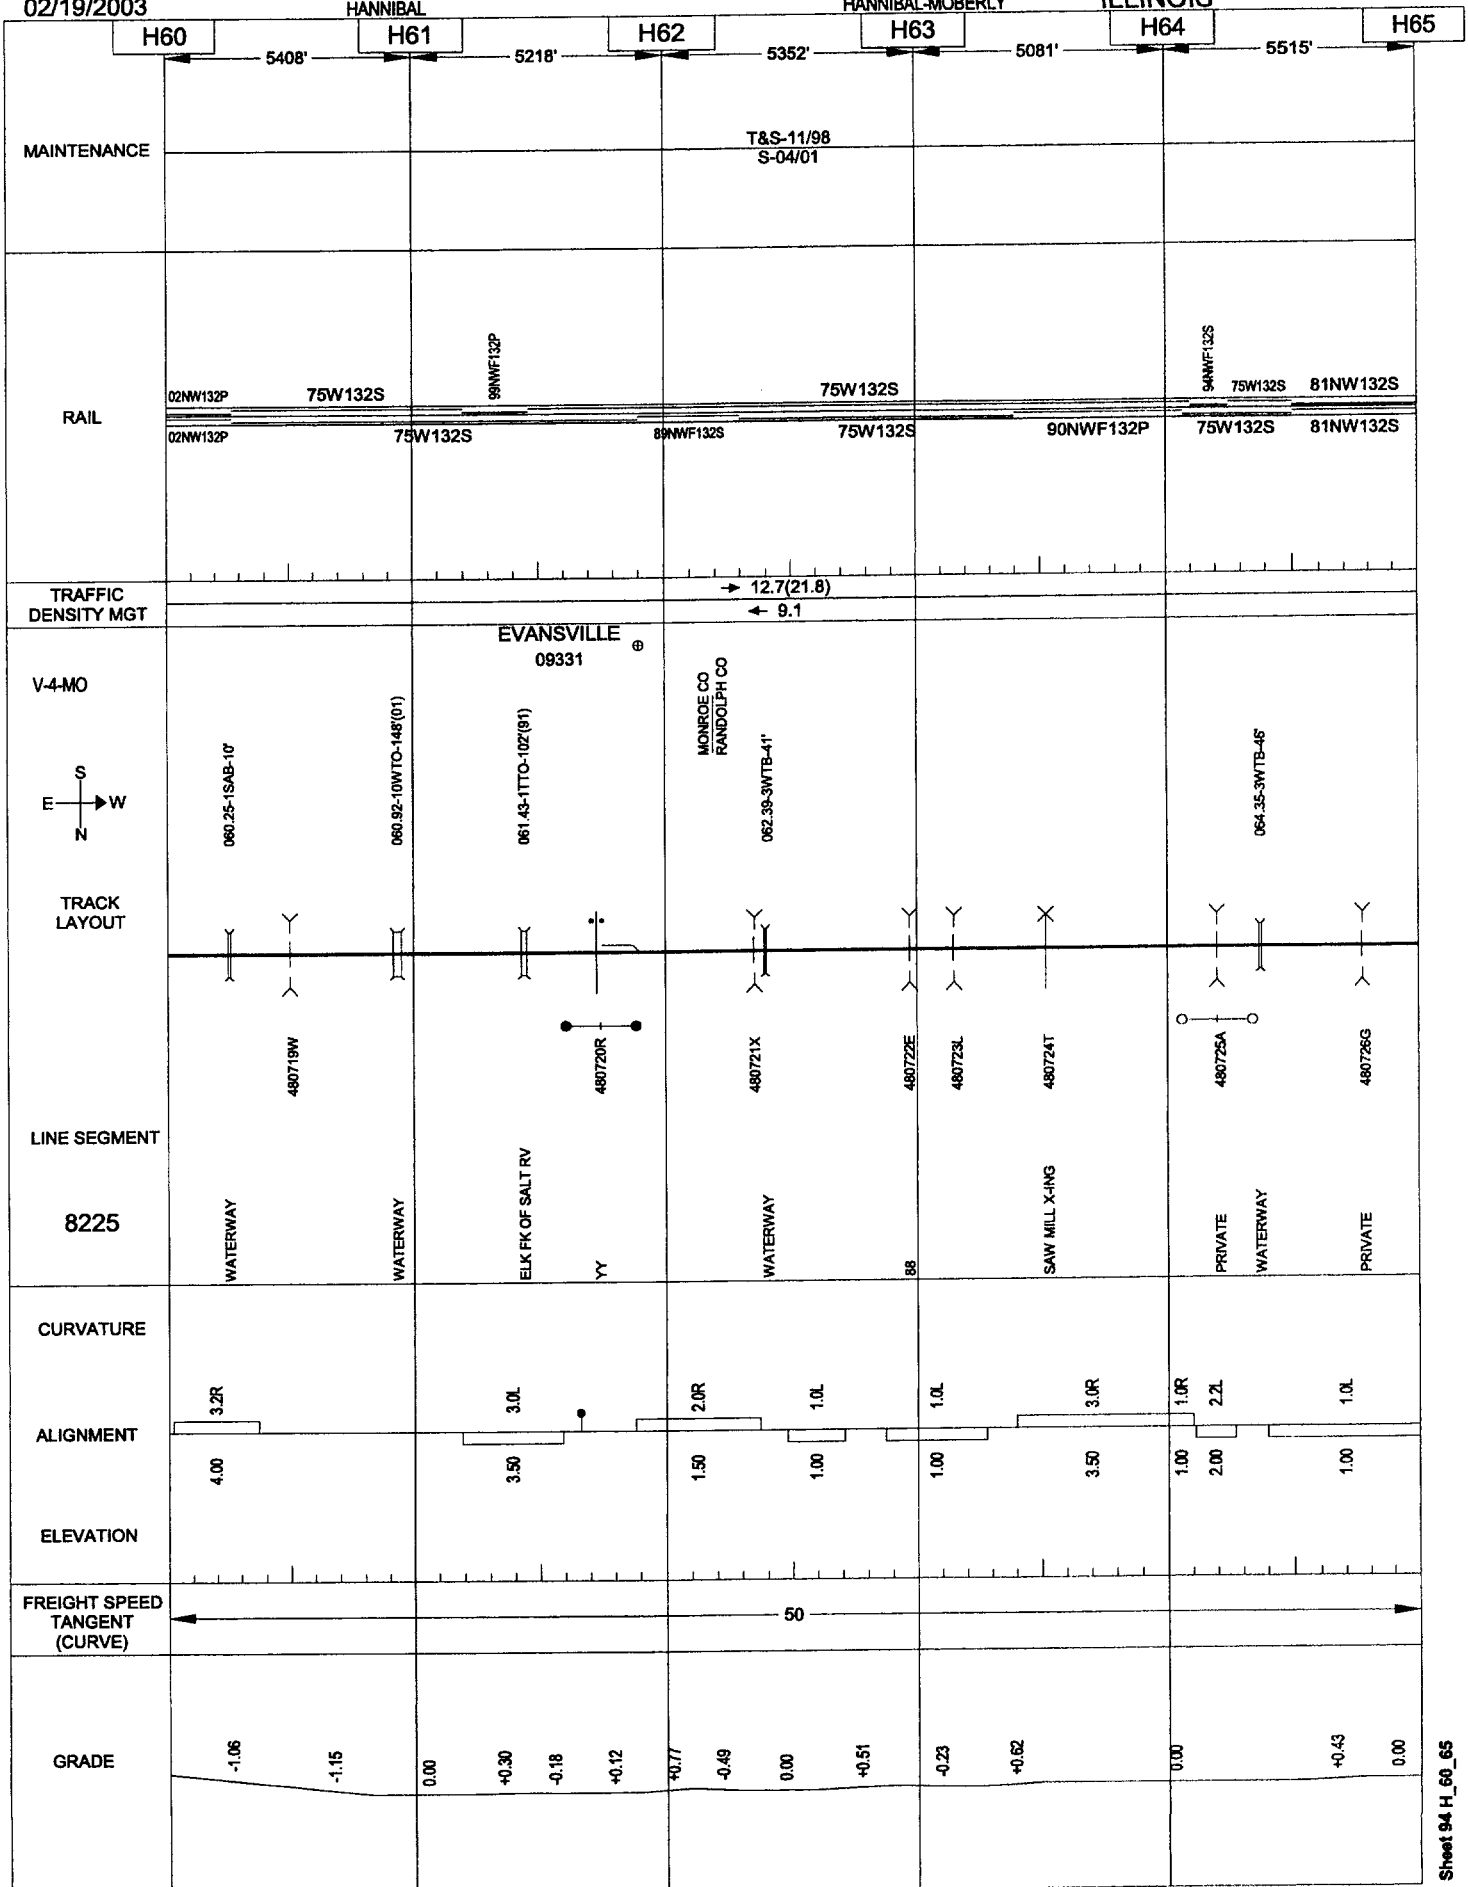 02/19/2003
HANNIBAL
HANNIBAL-MOBERLY
ILLINOIS
H60
H61
H62
H63
H64
H65
5408'
5218'
5352'
5081'
5515'
MAINTENANCE
T&S-11/98
S-04/01
RAIL
02NW132P
75W132S
99NWF132P
75W132S
94NWF132S
75W132S
81NW132S
02NW132P
75W132S
89NWF132S
75W132S
90NWF132P
75W132S
81NW132S
TRAFFIC
DENSITY MGT
12.7(21.8)
9.1
EVANSVILLE
09331
V-4-MO
MONROE CO
RANDOLPH CO
S
E
W
N
060.25-1SAB-10'
060.92-10WTO-148'(01)
061.43-1TTO-102'(91)
062.39-3WTB-41'
064.35-3WTB-46'
TRACK
LAYOUT
480719W
480720R
480721X
480722E
480723L
480724T
480725A
480726G
LINE SEGMENT
8225
WATERWAY
WATERWAY
ELK FK OF SALT RV
YY
WATERWAY
88
SAW MILL X-ING
PRIVATE
WATERWAY
PRIVATE
CURVATURE
3.2R
3.0L
2.0R
1.0L
1.0L
3.0R
1.0R
2.2L
1.0L
ALIGNMENT
4.00
3.50
1.50
1.00
1.00
3.50
1.00
2.00
1.00
ELEVATION
FREIGHT SPEED
TANGENT
(CURVE)
50
GRADE
-1.06
-1.15
0.00
+0.30
-0.18
+0.12
+0.77
-0.49
0.00
+0.51
-0.23
+0.62
0.00
+0.43
0.00
Sheet 94 H_60_65